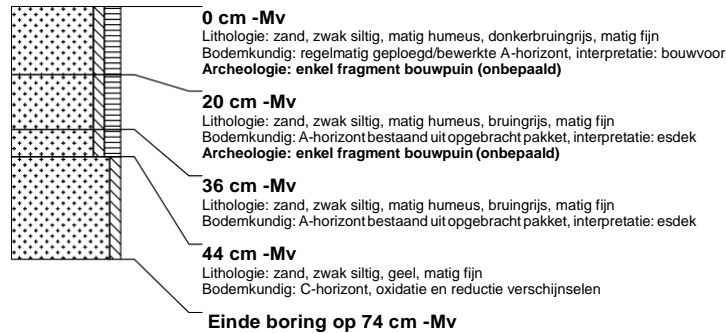 0 cm -Mv
Lithologie: zand, zwak siltig, matig humeus, donkerbruingrijs, matig fijn
Bodemkundig: regelmatig geploegd/bewerkte A-horizont, interpretatie: bouwvoor
Archeologie: enkel fragment bouwpuin (onbepaald)
20 cm -Mv
Lithologie: zand, zwak siltig, matig humeus, bruingrijs, matig fijn
Bodemkundig: A-horizont bestaand uit opgebracht pakket, interpretatie: esdek
Archeologie: enkel fragment bouwpuin (onbepaald)
36 cm -Mv
Lithologie: zand, zwak siltig, matig humeus, bruingrijs, matig fijn
Bodemkundig: A-horizont bestaand uit opgebracht pakket, interpretatie: esdek
44 cm -Mv
Lithologie: zand, zwak siltig, geel, matig fijn
Bodemkundig: C-horizont, oxidatie en reductie verschijnselen
Einde boring op 74 cm -Mv